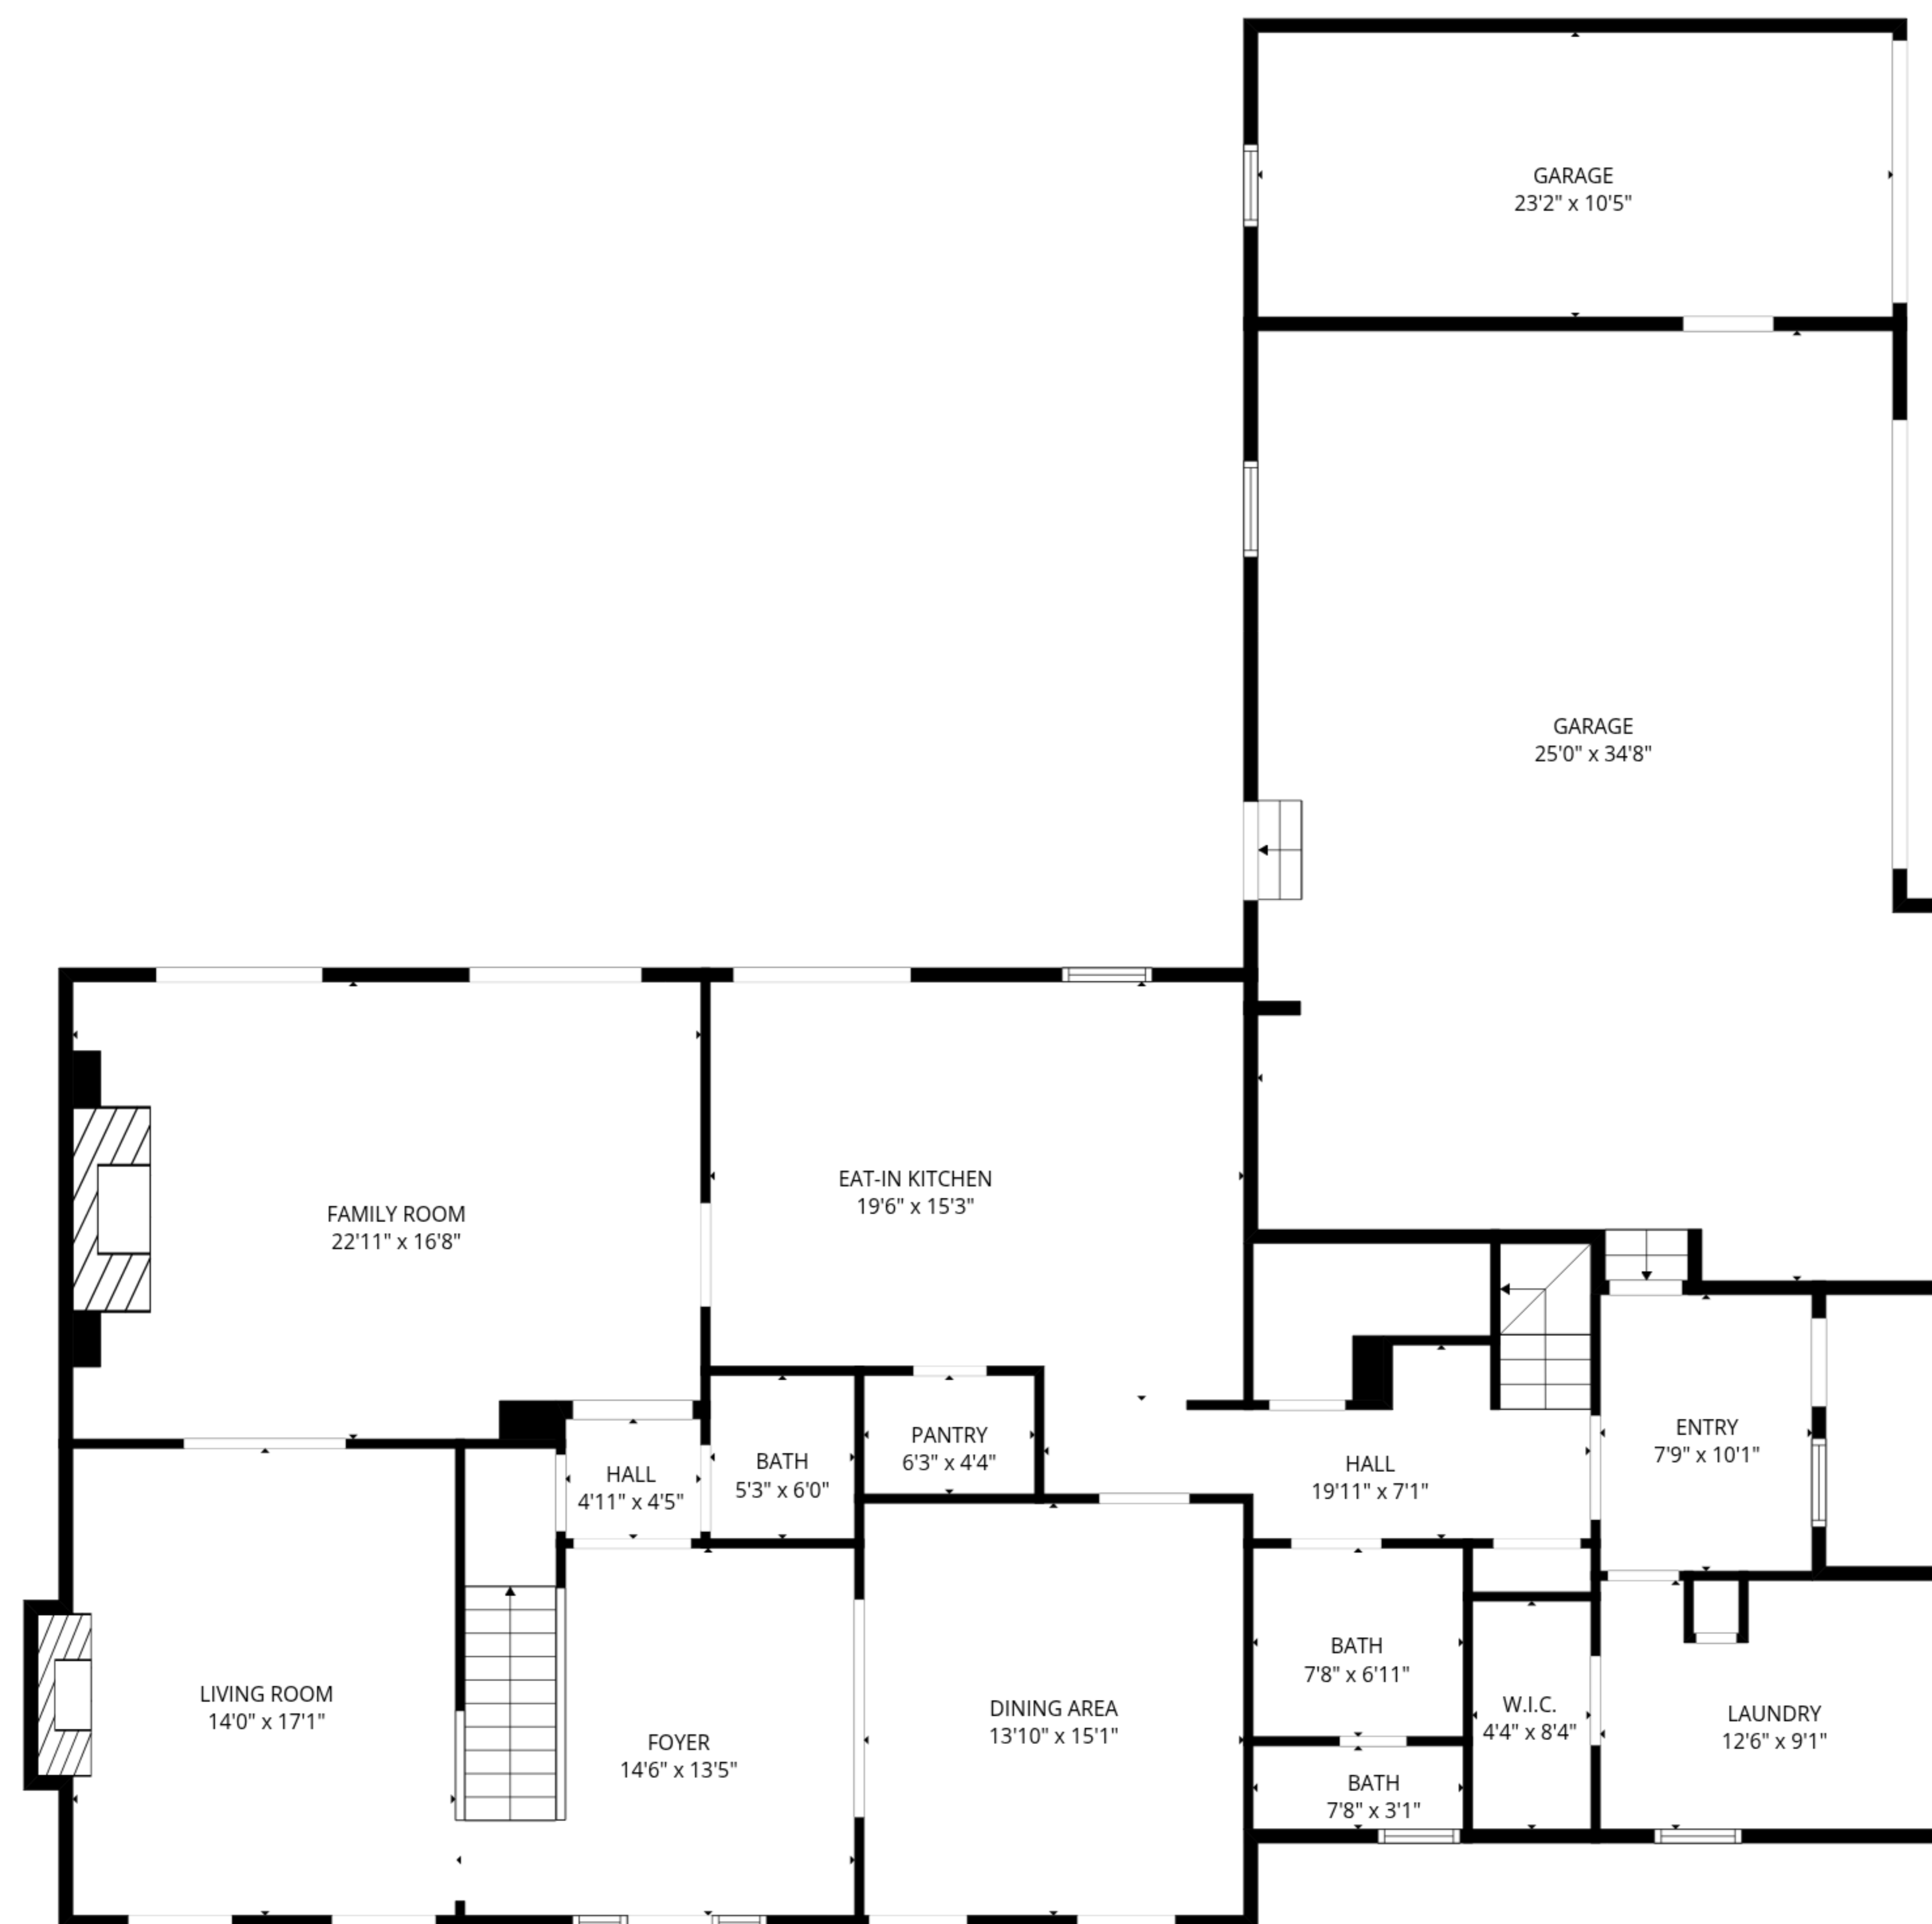 GARAGE
23'2" x 10'5"
GARAGE
25'0" x 34'8"
EAT-IN KITCHEN
19'6" x 15'3"
FAMILY ROOM
22'11" x 16'8"
ENTRY
7'9" x 10'1"
PANTRY
6'3" x 4'4"
BATH
5'3" x 6'0"
HALL
4'11" x 4'5"
HALL
19'11" x 7'1"
BATH
7'8" x 6'11"
LIVING ROOM
14'0" x 17'1"
DINING AREA
13'10" x 15'1"
W.I.C.
4'4" x 8'4"
LAUNDRY
12'6" x 9'1"
FOYER
14'6" x 13'5"
BATH
7'8" x 3'1"